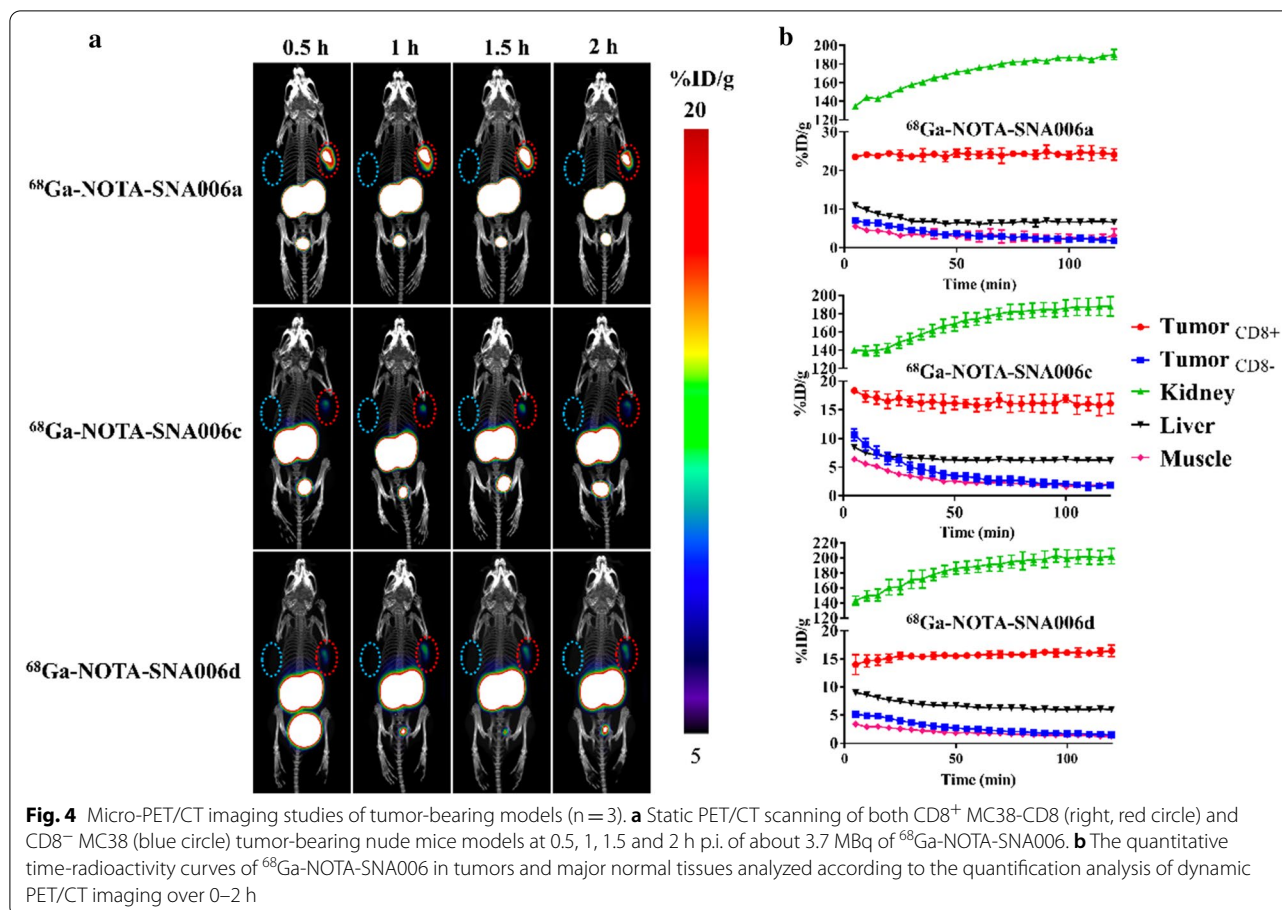 a
0.5 h 1 h 1.5 h 2 h
%ID/g
20
5
⁶⁸Ga-NOTA-SNA006a
⁶⁸Ga-NOTA-SNA006c
⁶⁸Ga-NOTA-SNA006d
b
200
180
160
140
120
⁶⁸Ga-NOTA-SNA006a
30
20
10
0
%ID/g
0 50 100
Time (min)
200
180
160
140
120
⁶⁸Ga-NOTA-SNA006c
20
15
10
5
0
%ID/g
0 50 100
Time (min)
220
200
180
160
140
120
⁶⁸Ga-NOTA-SNA006d
20
15
10
5
0
%ID/g
0 50 100
Time (min)
Tumor CD8+
Tumor CD8-
Kidney
Liver
Muscle
Fig. 4 Micro-PET/CT imaging studies of tumor-bearing models (n = 3). a Static PET/CT scanning of both CD8⁺ MC38-CD8 (right, red circle) and
CD8⁻ MC38 (blue circle) tumor-bearing nude mice models at 0.5, 1, 1.5 and 2 h p.i. of about 3.7 MBq of ⁶⁸Ga-NOTA-SNA006. b The quantitative
time-radioactivity curves of ⁶⁸Ga-NOTA-SNA006 in tumors and major normal tissues analyzed according to the quantification analysis of dynamic
PET/CT imaging over 0–2 h